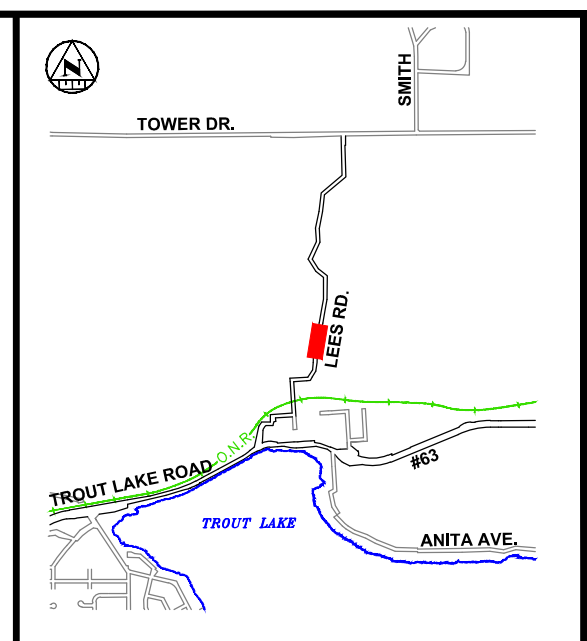 N
SMITH
TOWER DR.
LEES RD.
O.N.R.
TROUT LAKE ROAD
#63
TROUT LAKE
ANITA AVE.